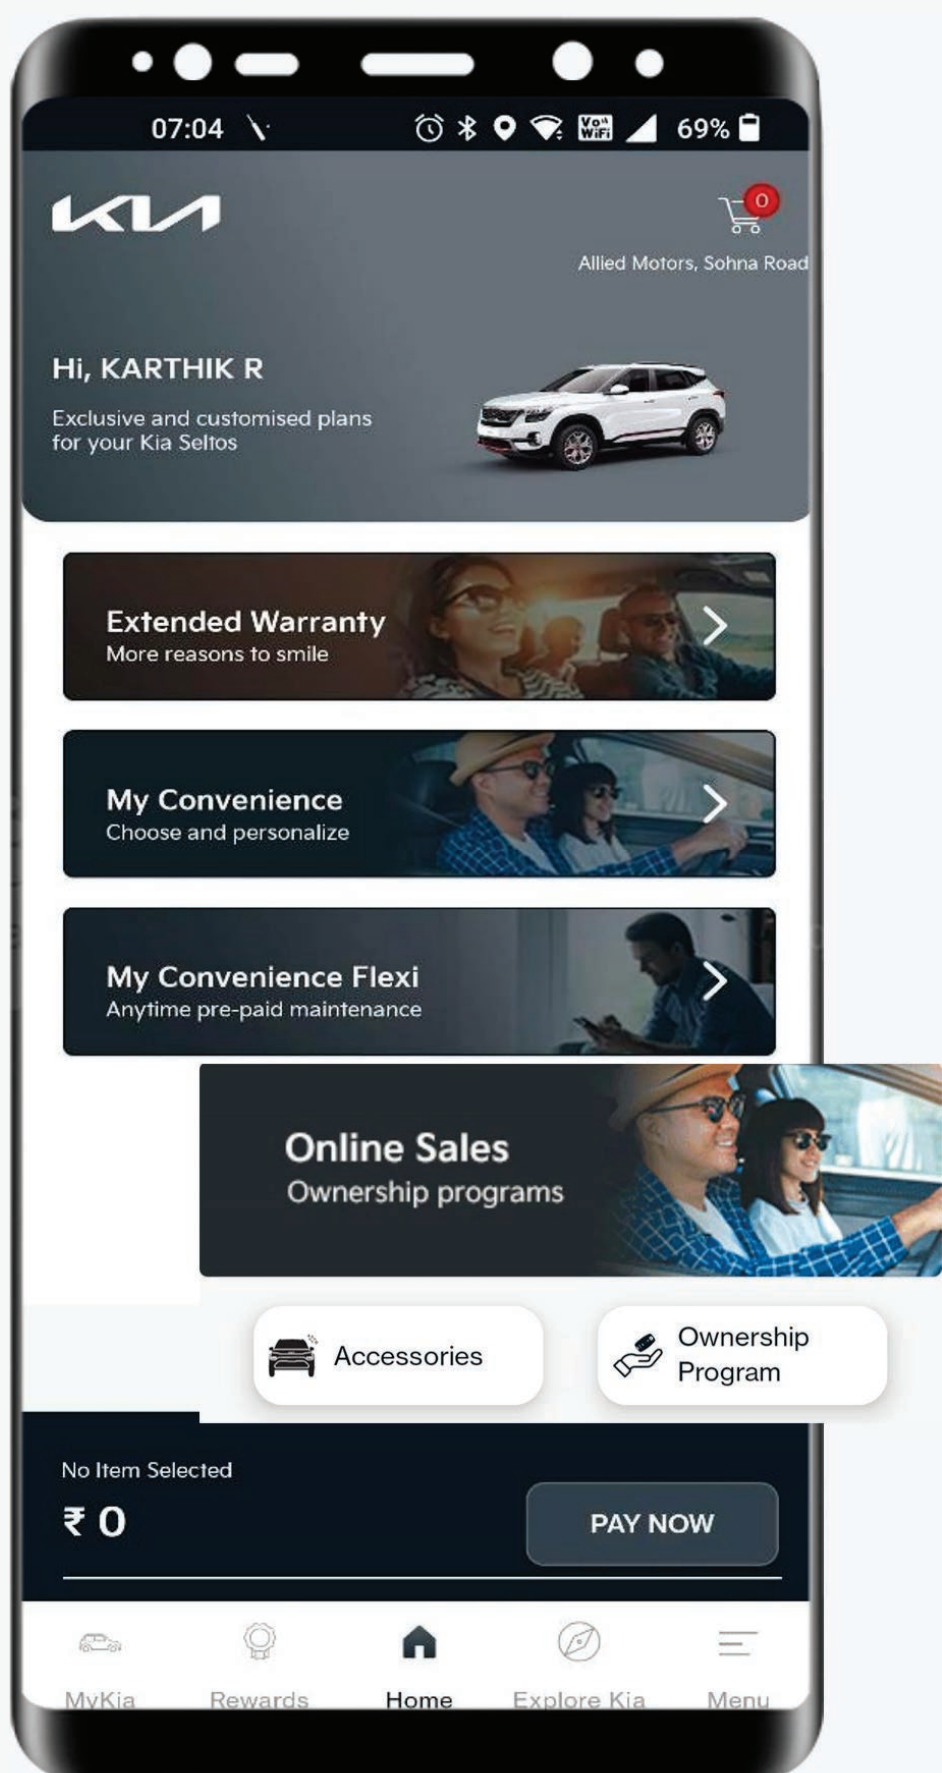 07:04
Vo))
WiFi
69%
KIA
0
Allied Motors, Sohna Road
Hi, KARTHIK R
Exclusive and customised plans
for your Kia Seltos
Extended Warranty
More reasons to smile
My Convenience
Choose and personalize
My Convenience Flexi
Anytime pre-paid maintenance
Online Sales
Ownership programs
Accessories
Ownership
Program
No Item Selected
₹ 0
PAY NOW
MyKia
Rewards
Home
Explore Kia
Menu